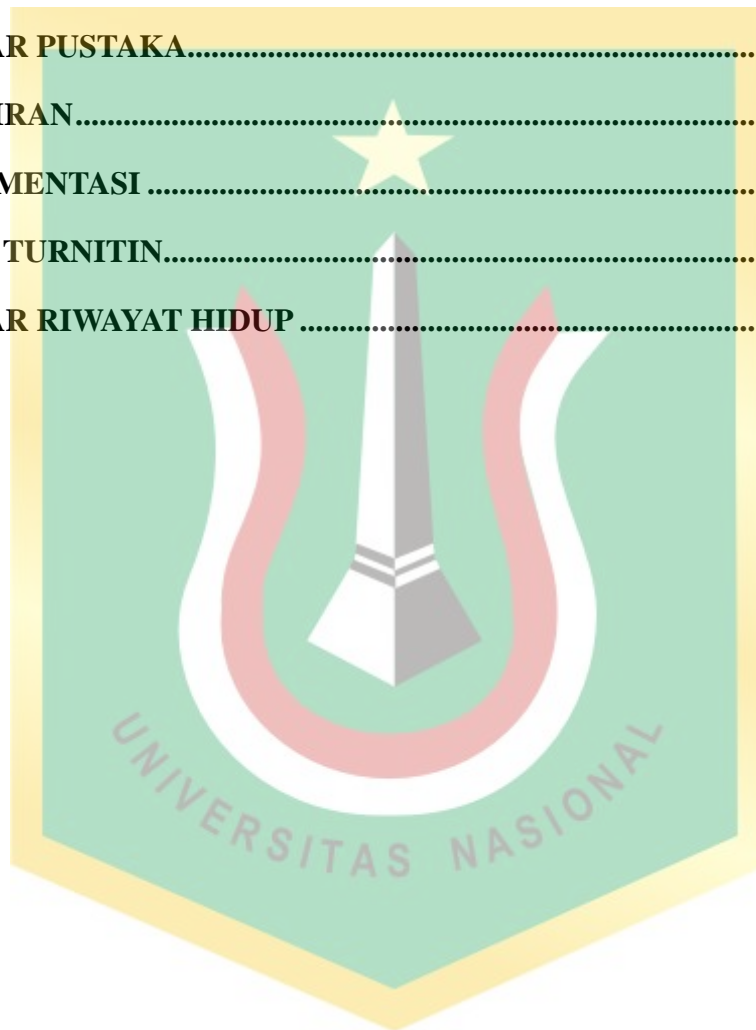 AR PUSTAKA..........................................................................
IRAN..........................................................................................
MENTASI ..............................................................................
TURNITIN...........................................................................
AR RIWAYAT HIDUP .........................................................
UNIVERSITAS NASIONAL